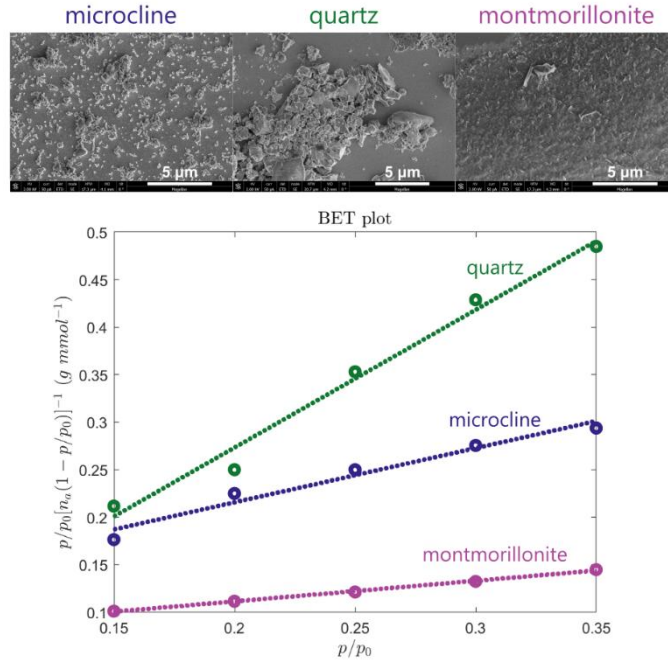 microcline quartz montmorillonite
5 μm 5 μm 5 μm
BET plot
p/p₀[nₐ(1 − p/p₀)]⁻¹ (g mmol⁻¹)
0.5
0.45
0.4
0.35
0.3
0.25
0.2
0.15
0.1
quartz
microcline
montmorillonite
0.15 0.2 0.25 0.3 0.35
p/p₀